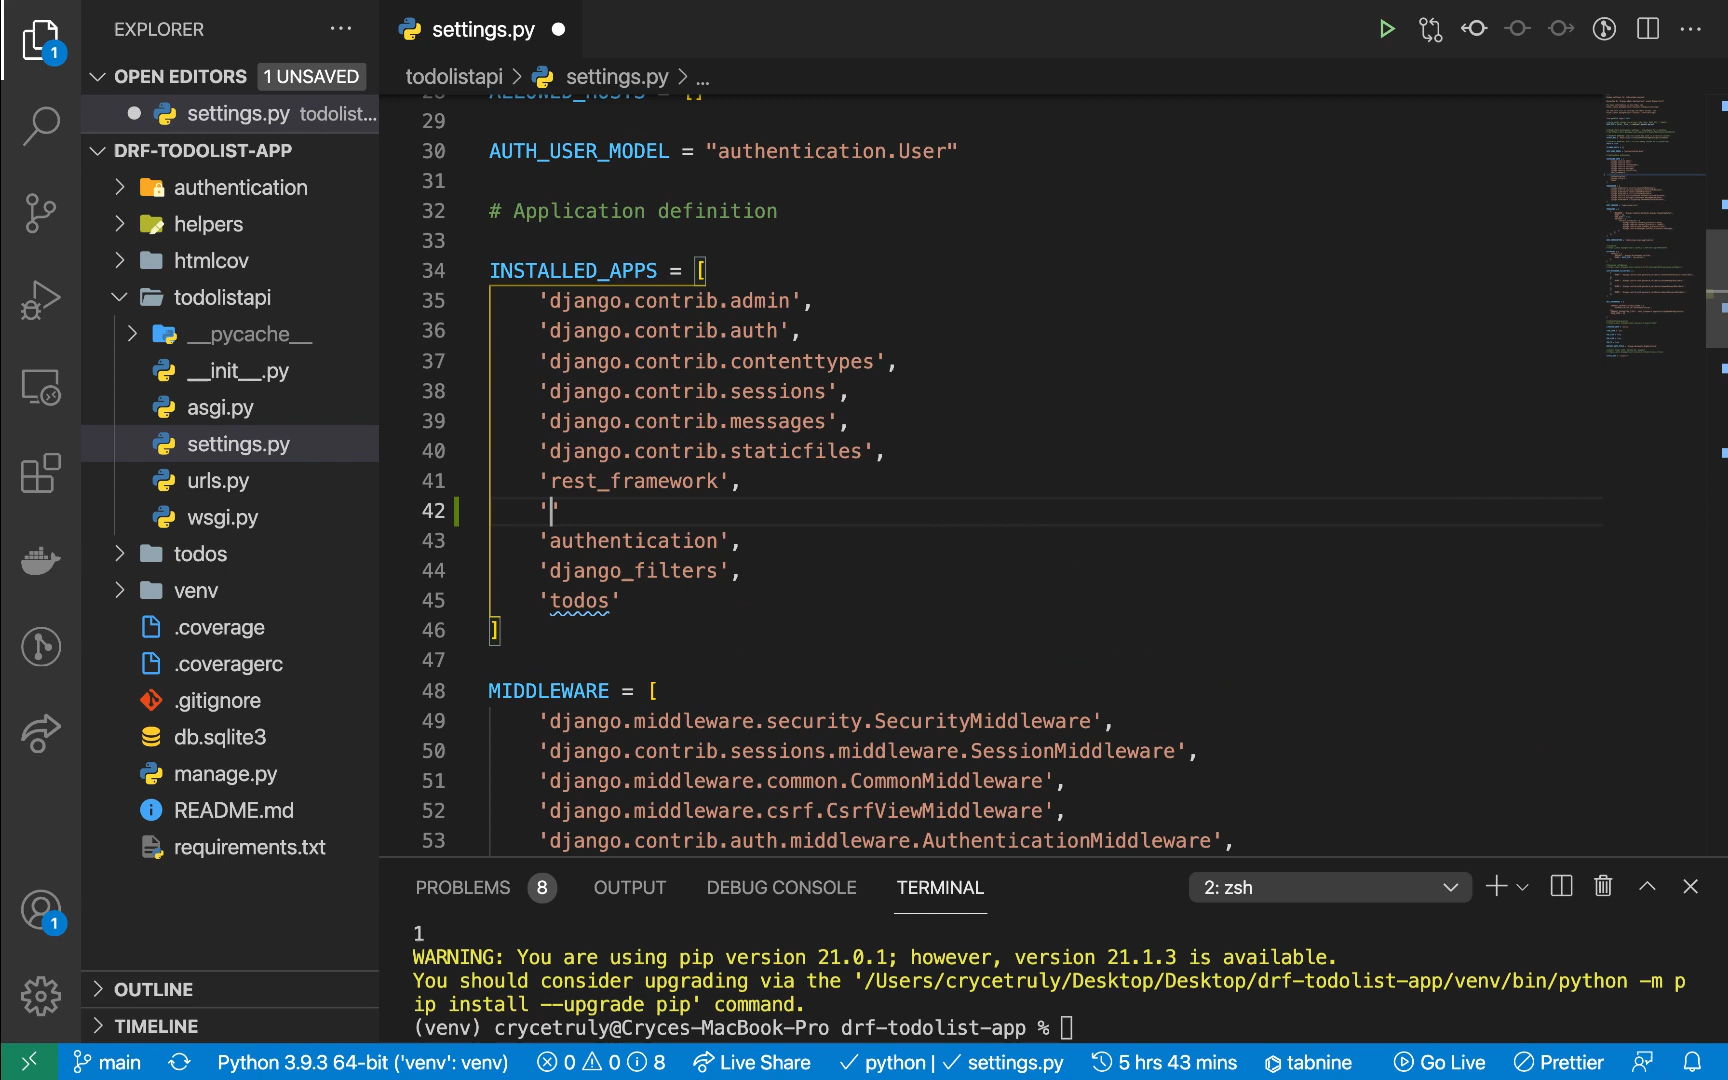 EXPLORER
1
OPEN EDITORS 1 UNSAVED
settings.py todolist...
DRF-TODOLIST-APP
authentication
helpers
htmlcov
todolistapi
__pycache__
__init__.py
asgi.py
settings.py
urls.py
wsgi.py
todos
venv
.coverage
.coveragerc
.gitignore
db.sqlite3
manage.py
README.md
requirements.txt
1
OUTLINE
TIMELINE
settings.py
todolistapi > settings.py > ...
28 ALLOWED_HOSTS = []
29
30 AUTH_USER_MODEL = "authentication.User"
31
32 # Application definition
33
34 INSTALLED_APPS = [
35 'django.contrib.admin',
36 'django.contrib.auth',
37 'django.contrib.contenttypes',
38 'django.contrib.sessions',
39 'django.contrib.messages',
40 'django.contrib.staticfiles',
41 'rest_framework',
42 ''
43 'authentication',
44 'django_filters',
45 'todos'
46 ]
47
48 MIDDLEWARE = [
49 'django.middleware.security.SecurityMiddleware',
50 'django.contrib.sessions.middleware.SessionMiddleware',
51 'django.middleware.common.CommonMiddleware',
52 'django.middleware.csrf.CsrfViewMiddleware',
53 'django.contrib.auth.middleware.AuthenticationMiddleware',
PROBLEMS 8 OUTPUT DEBUG CONSOLE TERMINAL 2: zsh
1
WARNING: You are using pip version 21.0.1; however, version 21.1.3 is available.
You should consider upgrading via the '/Users/crycetruly/Desktop/Desktop/drf-todolist-app/venv/bin/python -m p
ip install --upgrade pip' command.
(venv) crycetruly@Cryces-MacBook-Pro drf-todolist-app %
main Python 3.9.3 64-bit ('venv': venv) 0 0 8 Live Share python | settings.py 5 hrs 43 mins tabnine Go Live Prettier